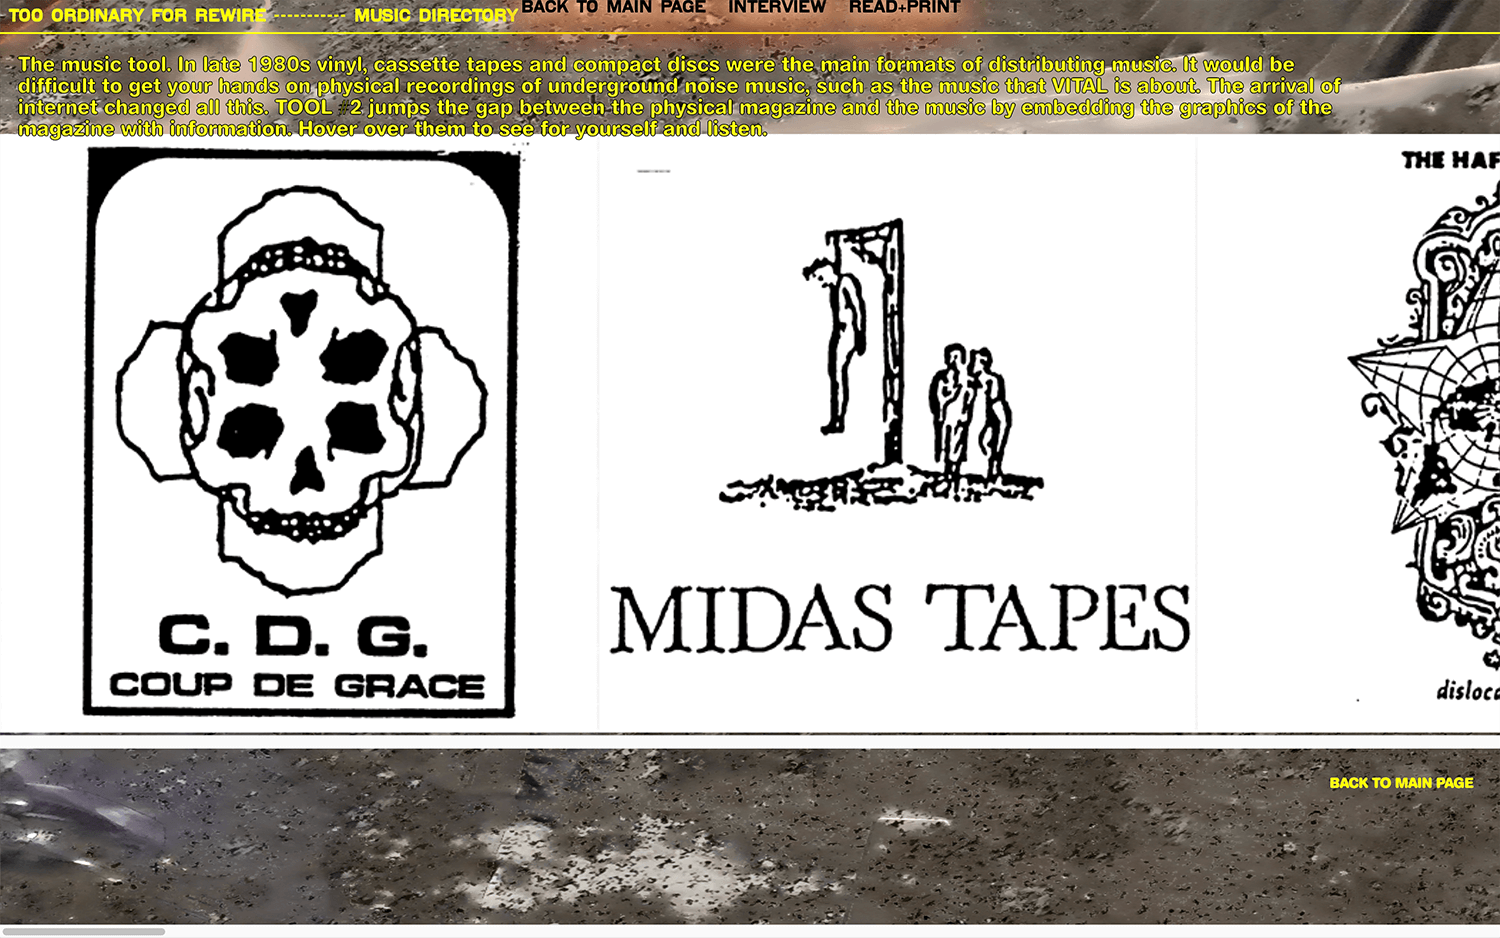 TOO ORDINARY FOR REWIRE ----------- MUSIC DIRECTORY
BACK TO MAIN PAGE INTERVIEW READ+PRINT
The music tool. In late 1980s vinyl, cassette tapes and compact discs were the main formats of distributing music. It would be
difficult to get your hands on physical recordings of underground noise music, such as the music that VITAL is about. The arrival of
internet changed all this. TOOL #2 jumps the gap between the physical magazine and the music by embedding the graphics of the
magazine with information. Hover over them to see for yourself and listen.
C. D. G.
COUP DE GRACE
MIDAS TAPES
THE HAF
disloc
BACK TO MAIN PAGE